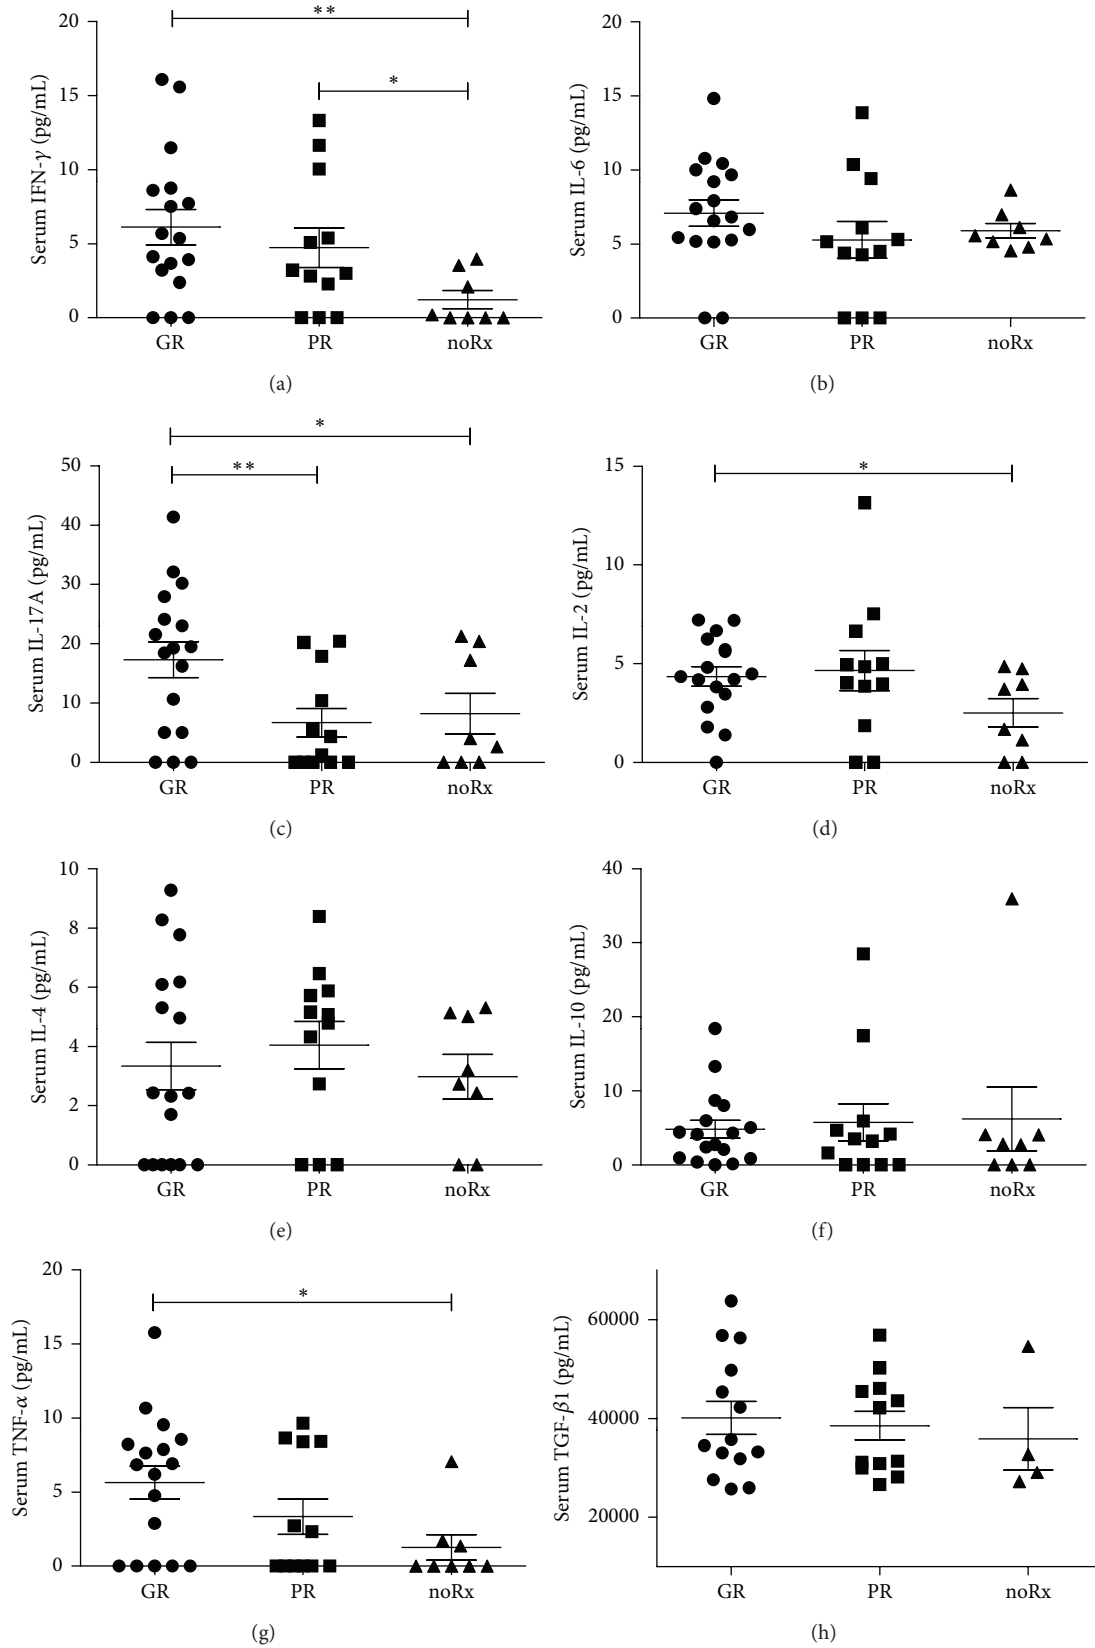 **
*
20
15
10
5
0
Serum IFN-γ (pg/mL)
GR PR noRx
(a)
20
15
10
5
0
Serum IL-6 (pg/mL)
GR PR noRx
(b)
*
**
50
40
30
20
10
0
Serum IL-17A (pg/mL)
GR PR noRx
(c)
*
15
10
5
0
Serum IL-2 (pg/mL)
GR PR noRx
(d)
10
8
6
4
2
0
Serum IL-4 (pg/mL)
GR PR noRx
(e)
40
30
20
10
0
Serum IL-10 (pg/mL)
GR PR noRx
(f)
*
20
15
10
5
0
Serum TNF-α (pg/mL)
GR PR noRx
(g)
60000
40000
20000
Serum TGF-β1 (pg/mL)
GR PR noRx
(h)